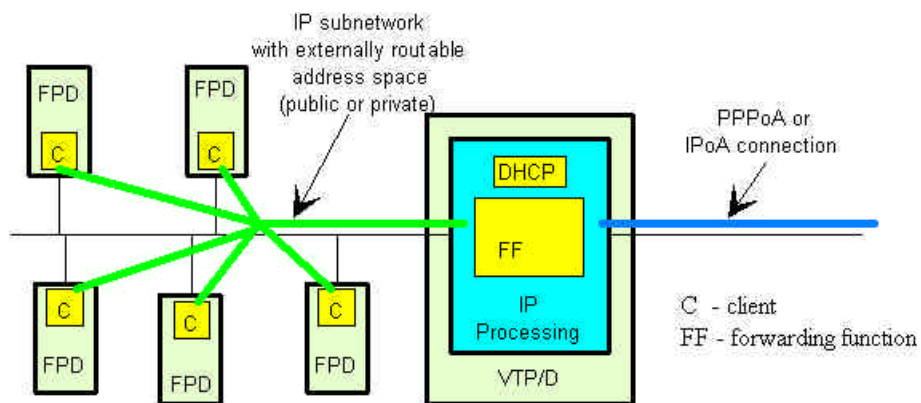 IP subnetwork
with externally routable
address space
(public or private)
PPPoA or
IPoA connection
FPD
C
FPD
C
DHCP
FF
IP
Processing
VTP/D
C
FPD
C
FPD
C
FPD
C - client
FF - forwarding function